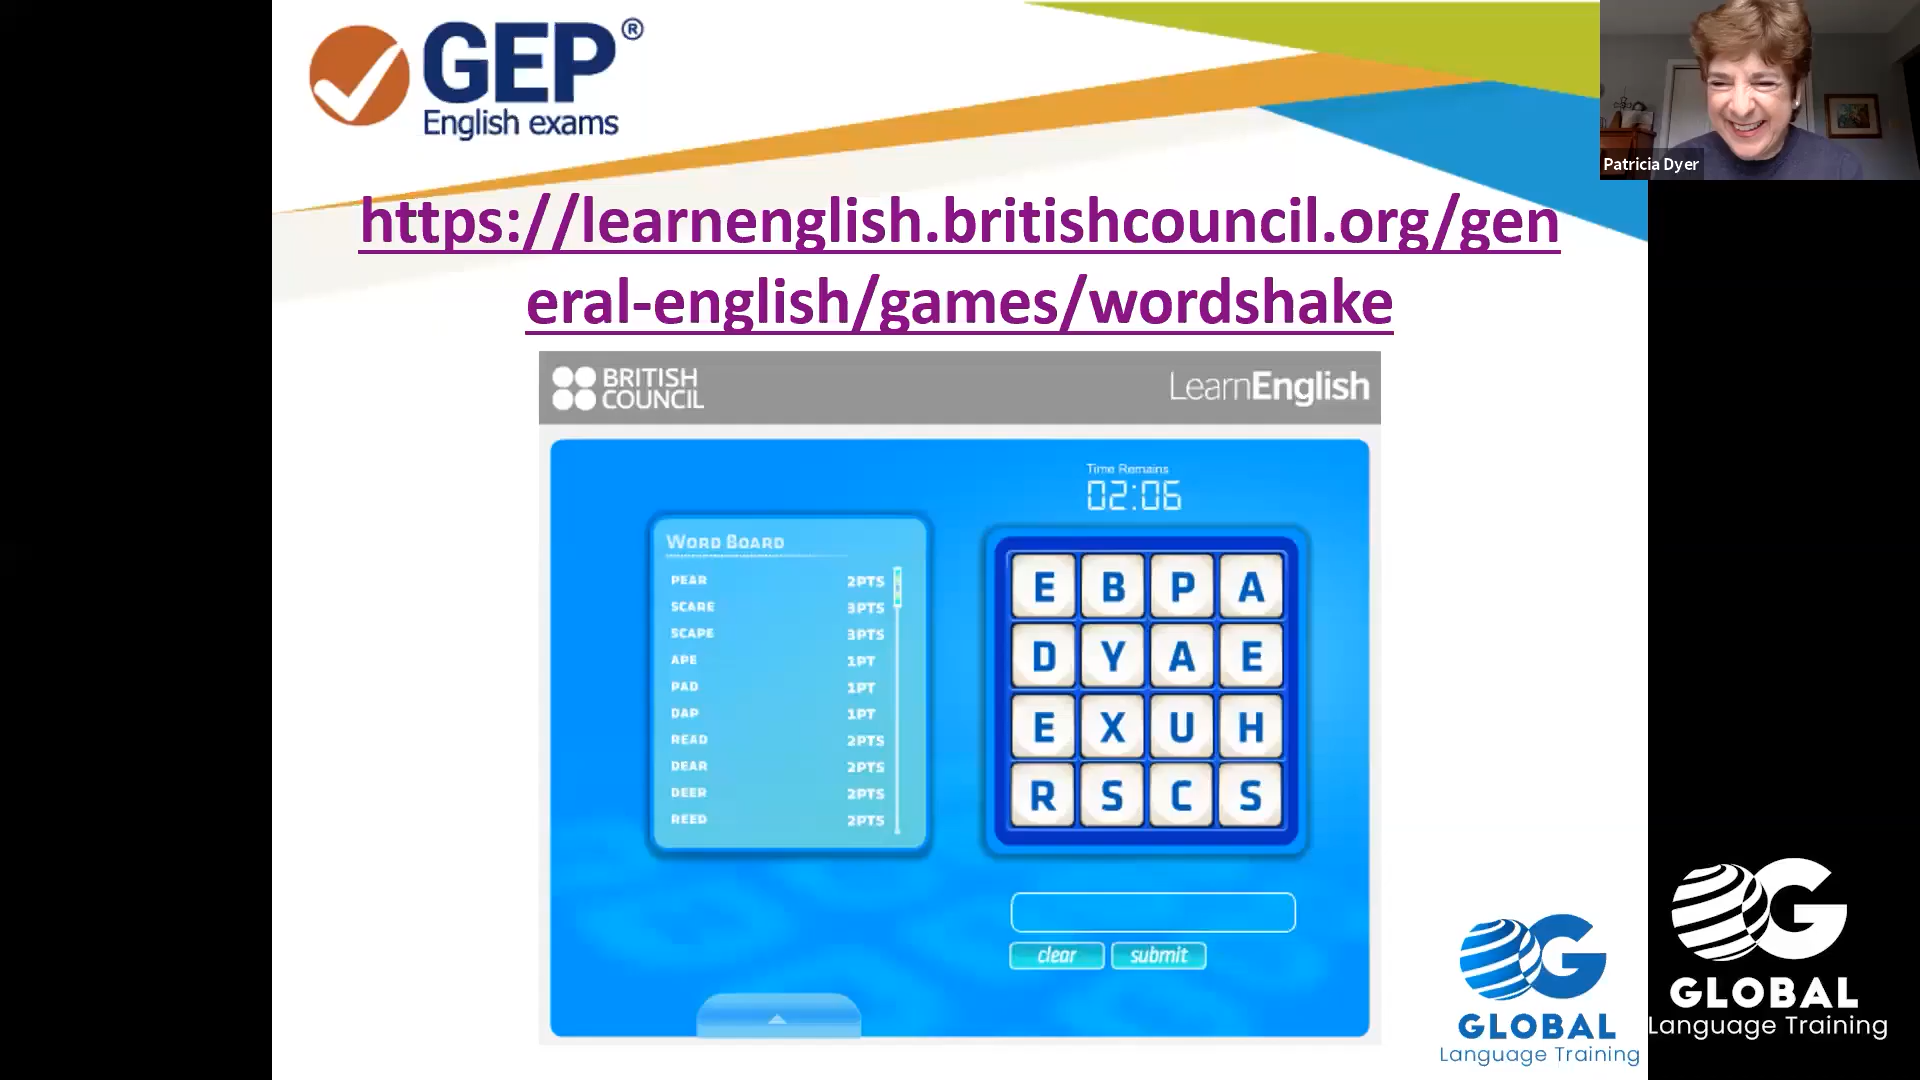 GEP®
English exams
Patricia Dyer
https://learnenglish.britishcouncil.org/gen
eral-english/games/wordshake
BRITISH
COUNCIL
LearnEnglish
Time Remains
02:06
WORD BOARD
PEAR 2PTS
SCARE 3PTS
SCAPE 3PTS
APE 1PT
PAD 1PT
DAP 1PT
READ 2PTS
DEAR 2PTS
DEER 2PTS
REED 2PTS
E B P A
D Y A E
E X U H
R S C S
clear submit
G
GLOBAL
Language Training
G
GLOBAL
Language Training